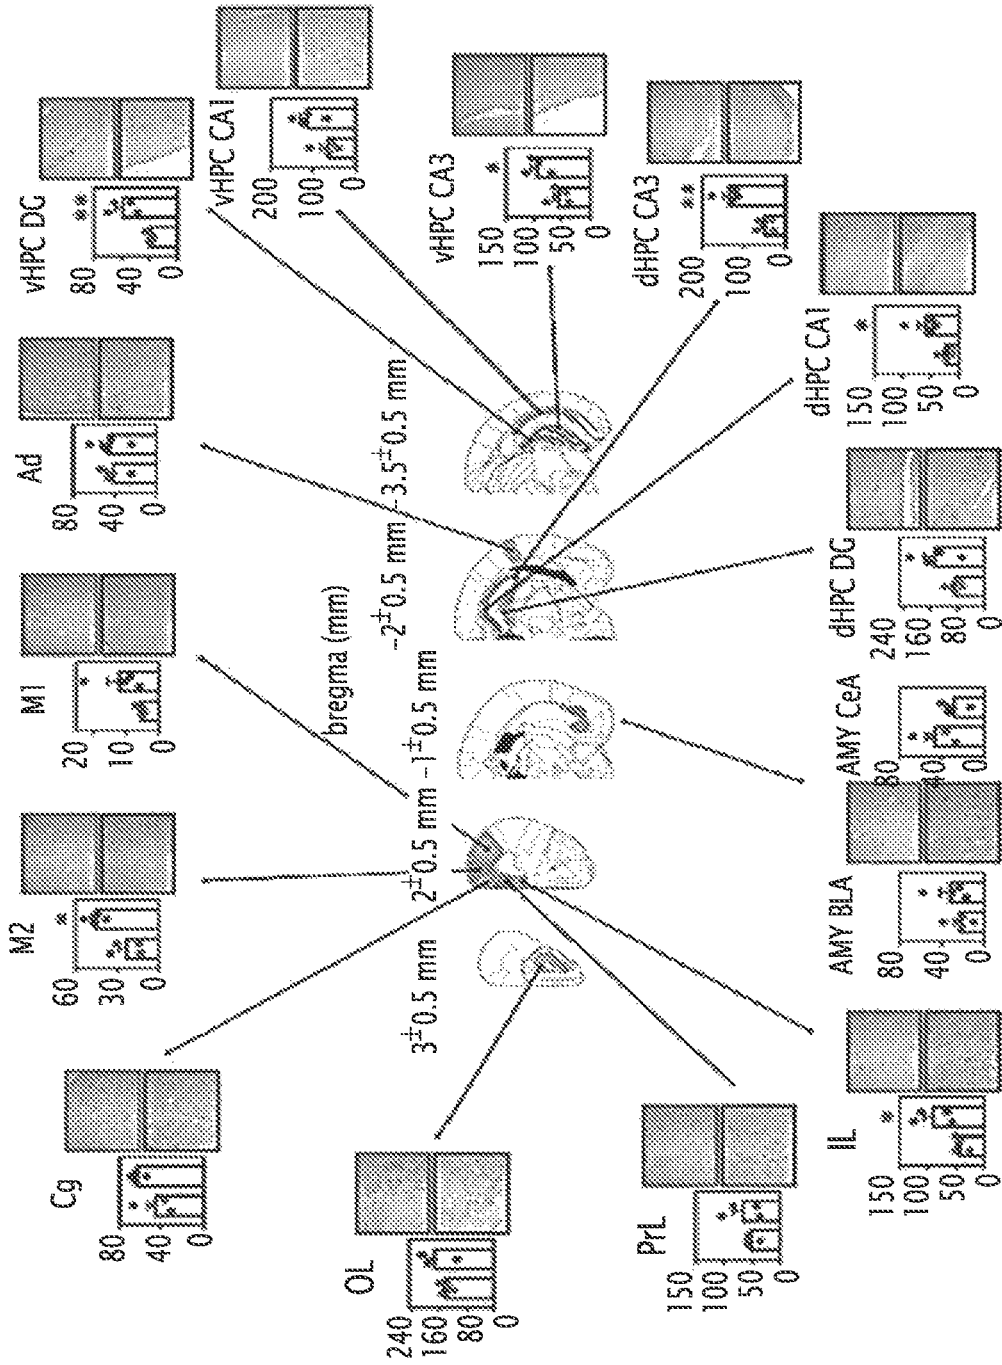 Cg
80
40
0
M2
*
60
30
0
M1
20
10
0
Ad
80
40
0
vHPC DG
**
80
40
0
vHPC CA1
200
100
0
bregma (mm)
3±0.5 mm
2±0.5 mm
-1±0.5 mm
-2±0.5 mm
-3.5±0.5 mm
OL
240
160
80
0
vHPC CA3
*
150
100
50
0
PrL
150
100
50
0
dHPC CA3
**
200
100
0
IL
*
150
100
50
0
AMY BLA
80
40
0
AMY CeA
80
40
0
dHPC DG
240
160
80
0
dHPC CA1
*
150
100
50
0